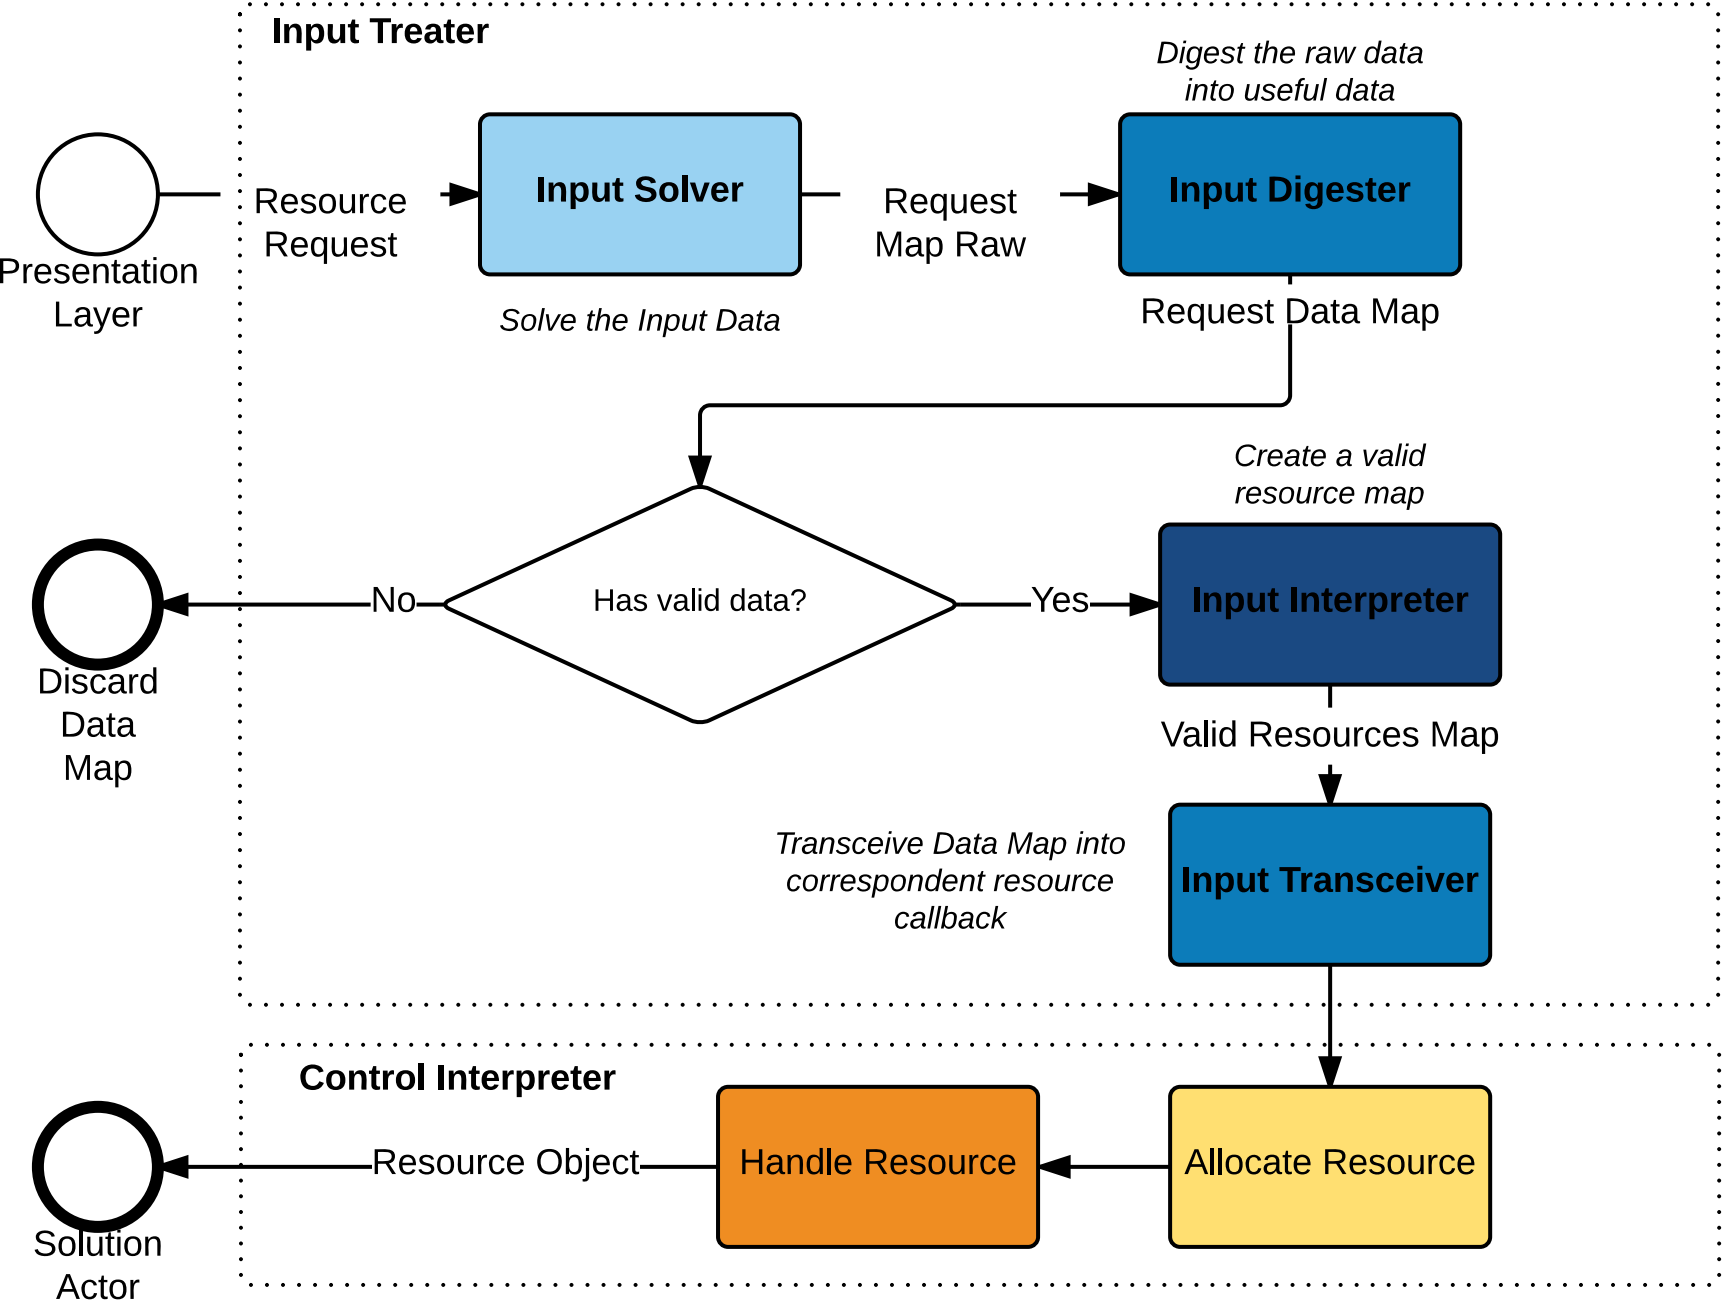 Input Treater
Digest the raw data
into useful data
Presentation
Layer
Resource
Request
Input Solver
Solve the Input Data
Request
Map Raw
Input Digester
Request Data Map
Has valid data?
No
Discard
Data
Map
Yes
Create a valid
resource map
Input Interpreter
Valid Resources Map
Transceive Data Map into
correspondent resource
callback
Input Transceiver
Control Interpreter
Allocate Resource
Handle Resource
Resource Object
Solution
Actor